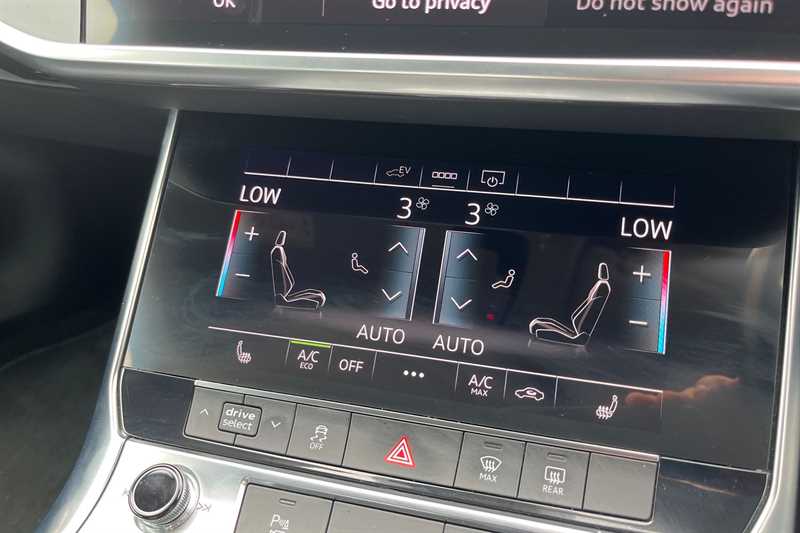 OK
Go to privacy
Do not show again
EV
LOW
3
3
LOW
+
+
−
−
AUTO
AUTO
A/C
ECO
OFF
•••
A/C
MAX
drive
select
OFF
MAX
REAR
P